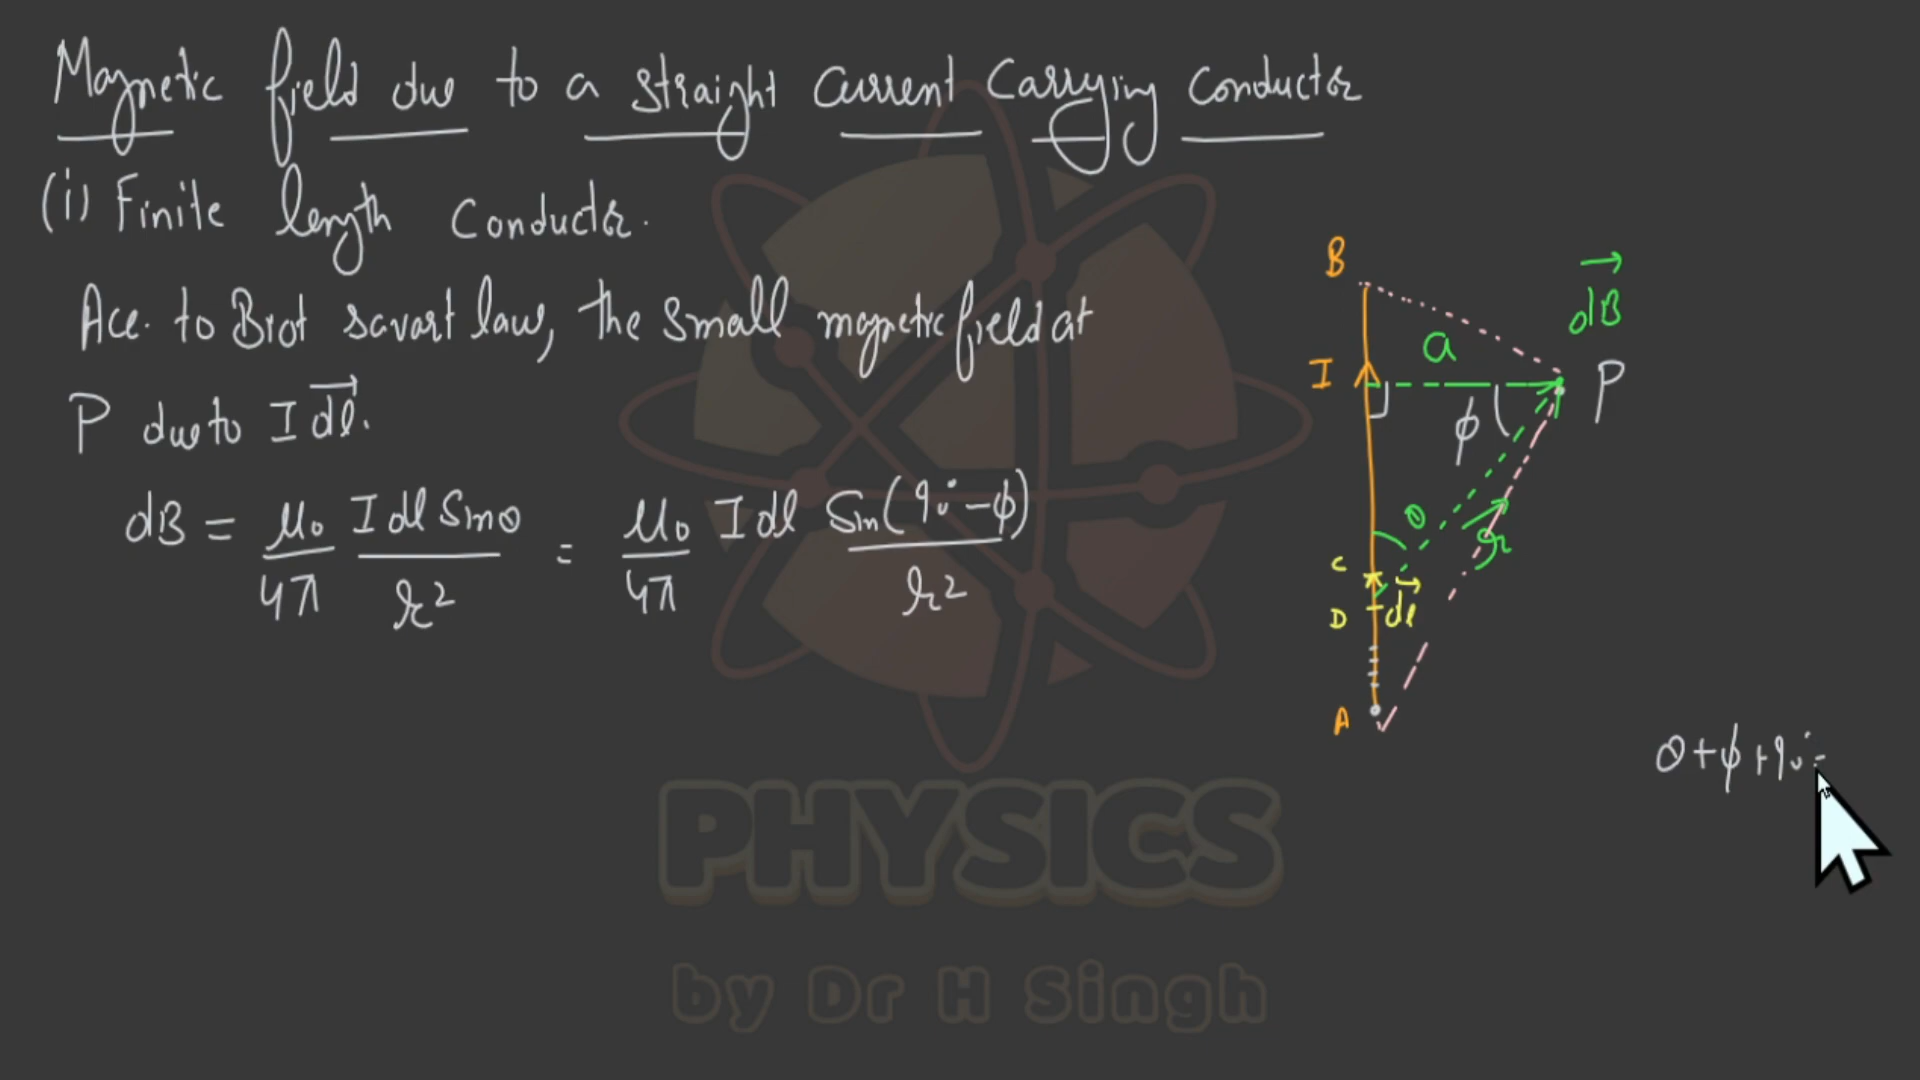 Magnetic field due to a straight current carrying conductor
(i) Finite length conductor.
Acc. to Biot savart law, the small magnetic field at
P due to I dl.
dB = μ₀/4π I dl Sinθ/r² = μ₀/4π I dl Sin(90°-φ)/r²
B
dB
a
I
P
φ
θ
r
C
D
dl
A
θ+φ+90°=
PHYSICS
by Dr H Singh